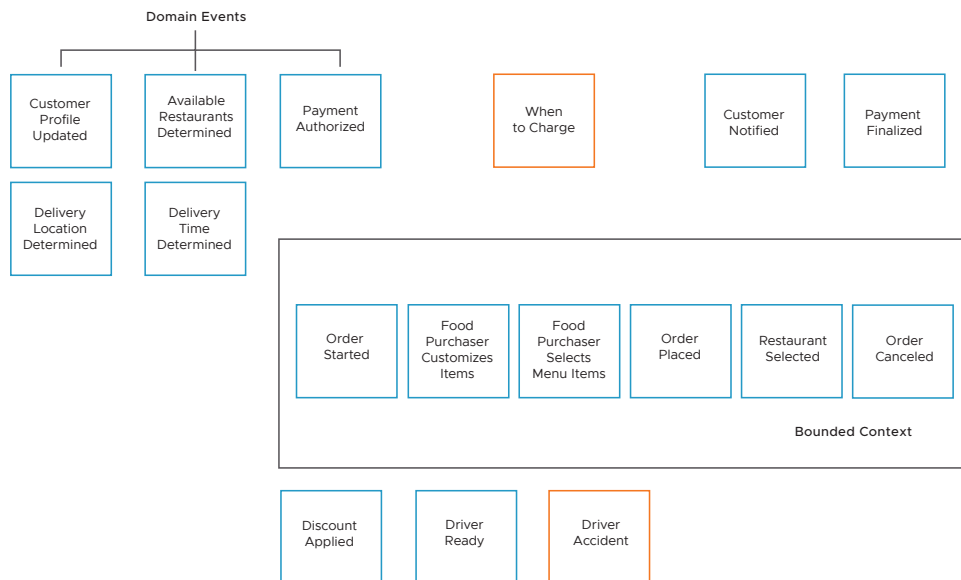 Domain Events
Customer
Profile
Updated
Available
Restaurants
Determined
Payment
Authorized
When
to Charge
Customer
Notified
Payment
Finalized
Delivery
Location
Determined
Delivery
Time
Determined
Order
Started
Food
Purchaser
Customizes
Items
Food
Purchaser
Selects
Menu Items
Order
Placed
Restaurant
Selected
Order
Canceled
Bounded Context
Discount
Applied
Driver
Ready
Driver
Accident